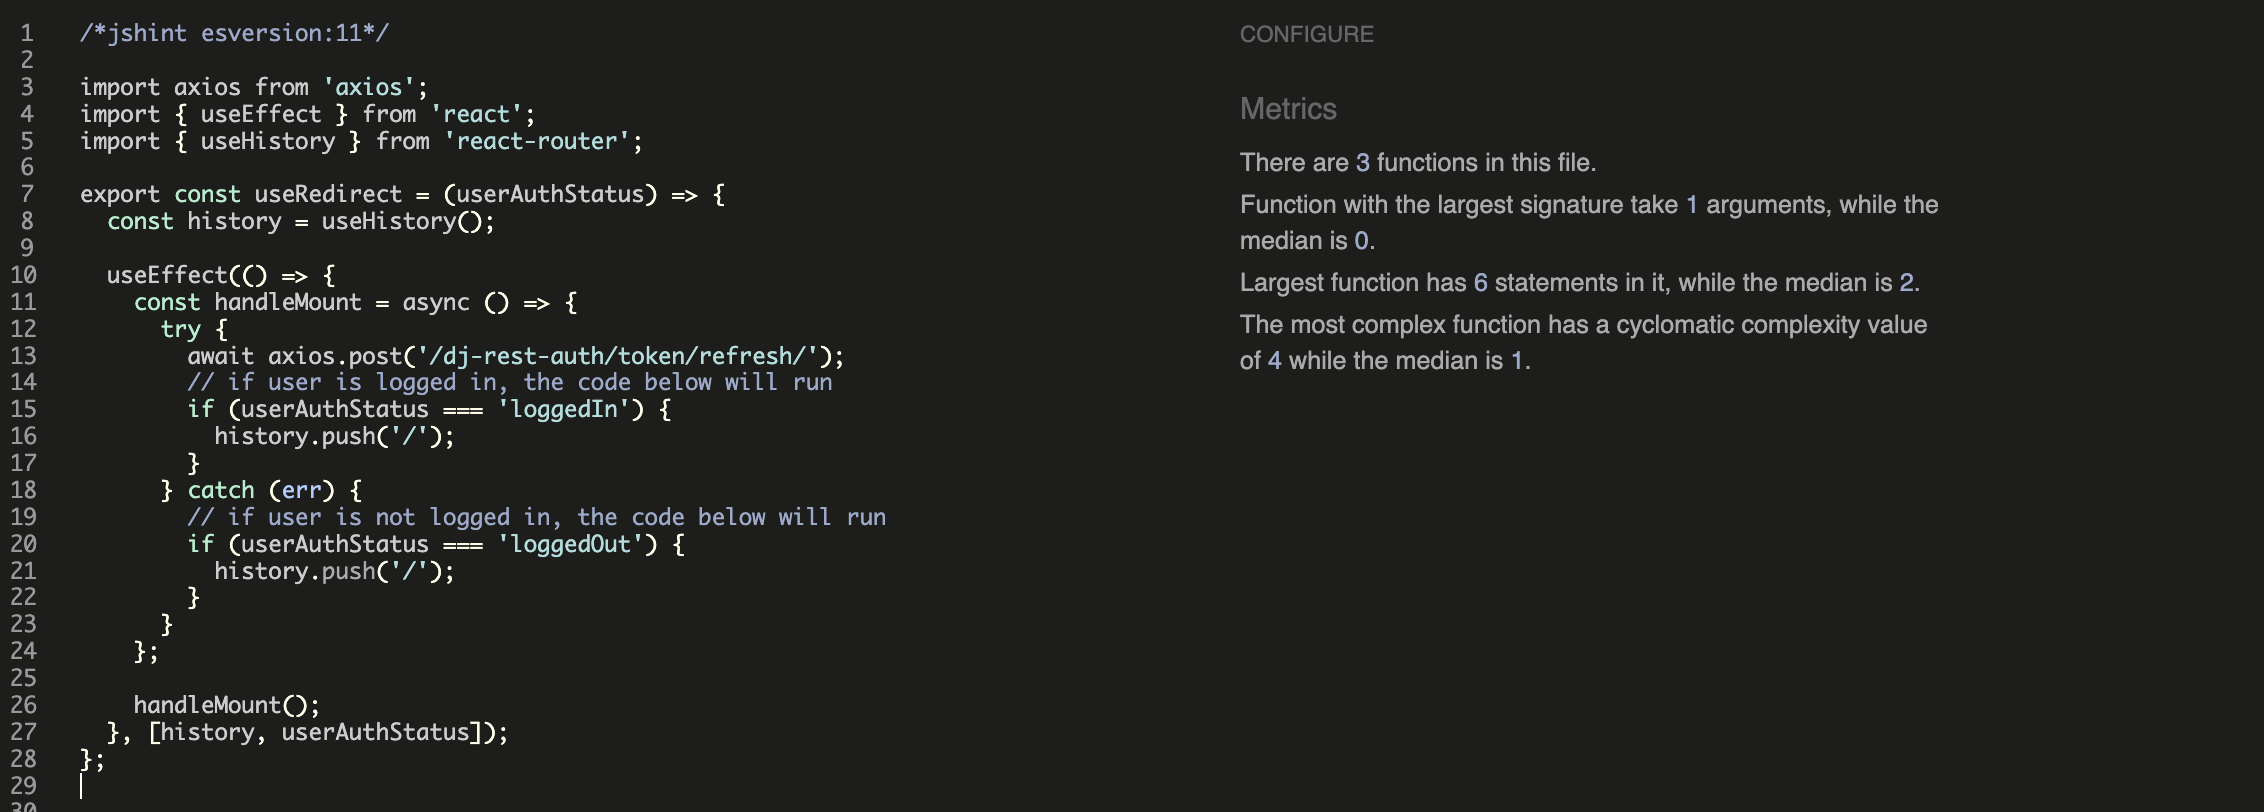 1 /*jshint esversion:11*/
2
3 import axios from 'axios';
4 import { useEffect } from 'react';
5 import { useHistory } from 'react-router';
6
7 export const useRedirect = (userAuthStatus) => {
8   const history = useHistory();
9
10   useEffect(() => {
11     const handleMount = async () => {
12       try {
13         await axios.post('/dj-rest-auth/token/refresh/');
14         // if user is logged in, the code below will run
15         if (userAuthStatus === 'loggedIn') {
16           history.push('/');
17         }
18       } catch (err) {
19         // if user is not logged in, the code below will run
20         if (userAuthStatus === 'loggedOut') {
21           history.push('/');
22         }
23       }
24     };
25
26     handleMount();
27   }, [history, userAuthStatus]);
28 };
29
30
CONFIGURE
Metrics
There are 3 functions in this file.
Function with the largest signature take 1 arguments, while the
median is 0.
Largest function has 6 statements in it, while the median is 2.
The most complex function has a cyclomatic complexity value
of 4 while the median is 1.